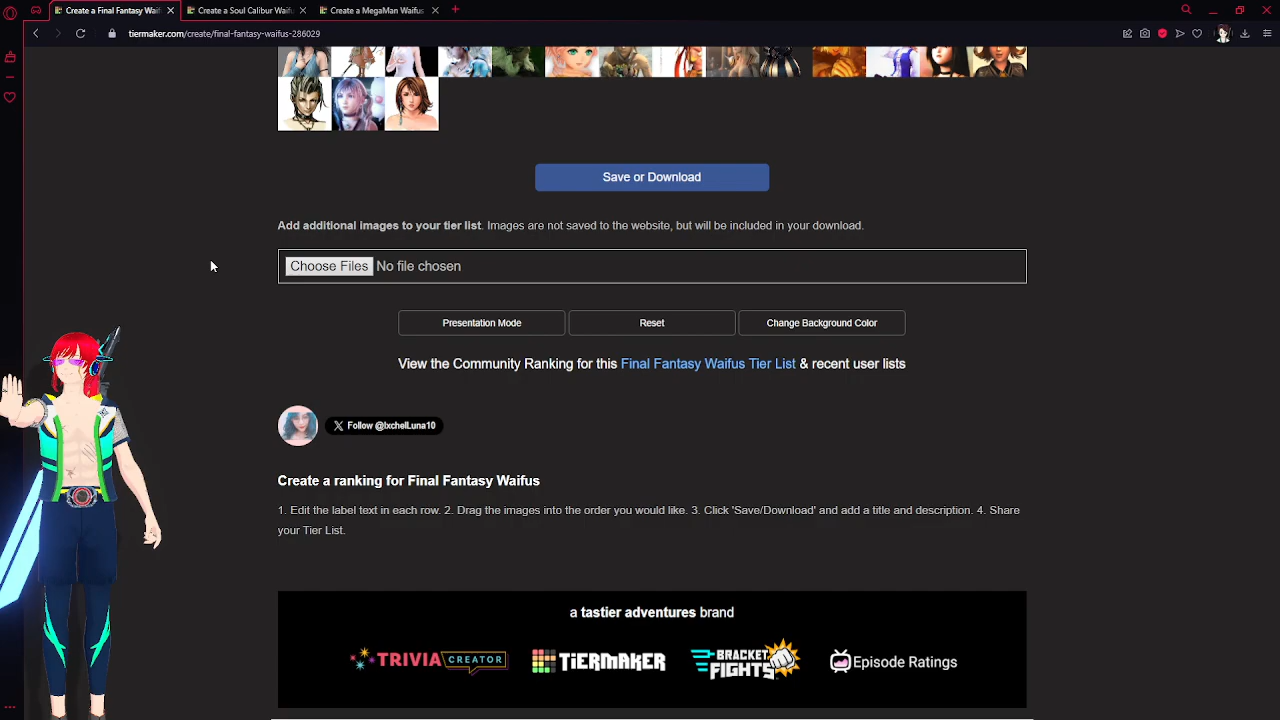 Create a Final Fantasy Wait
Create a Soul Calibur Waifu
Create a MegaMan Waifus
tiermaker.com/create/final-fantasy-waifus-286029
Save or Download
Add additional images to your tier list. Images are not saved to the website, but will be included in your download.
Choose Files No file chosen
Presentation Mode
Reset
Change Background Color
View the Community Ranking for this Final Fantasy Waifus Tier List & recent user lists
X Follow @IxchelLuna10
Create a ranking for Final Fantasy Waifus
1. Edit the label text in each row. 2. Drag the images into the order you would like. 3. Click 'Save/Download' and add a title and description. 4. Share
your Tier List.
a tastier adventures brand
TRIVIA CREATOR
TiERMAKER
BRACKET
FIGHTS
Episode Ratings